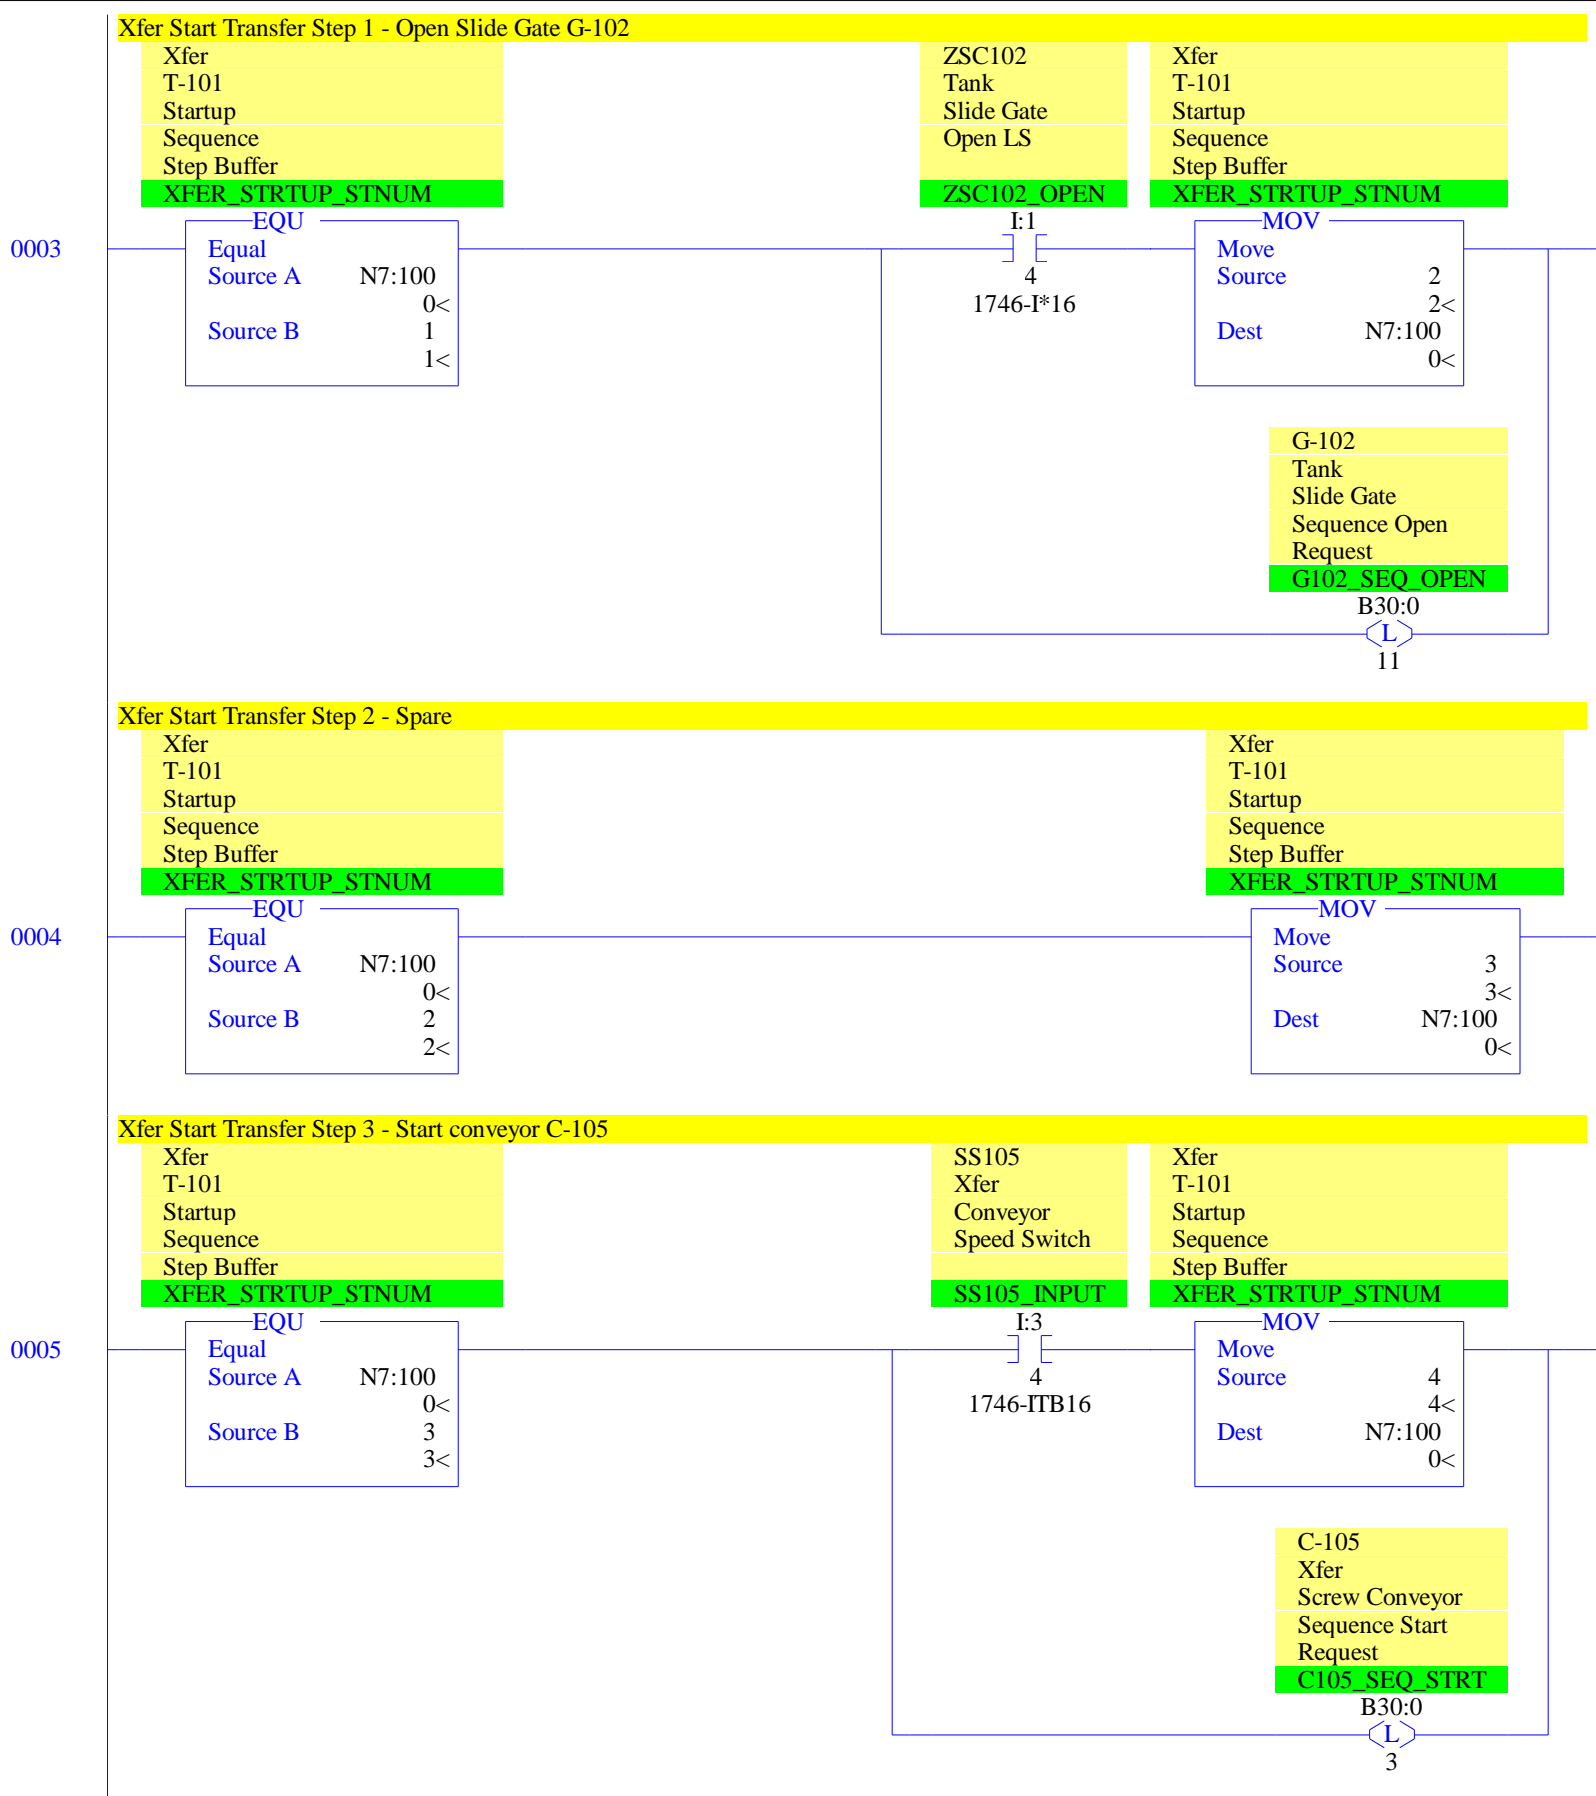 Xfer Start Transfer Step 1 - Open Slide Gate G-102
Xfer
T-101
Startup
Sequence
Step Buffer
XFER_STRTUP_STNUM
ZSC102
Tank
Slide Gate
Open LS
ZSC102_OPEN
Xfer
T-101
Startup
Sequence
Step Buffer
XFER_STRTUP_STNUM
0003
EQU
Equal
Source A N7:100
0<
Source B 1
1<
I:1
4
1746-I*16
MOV
Move
Source 2
2<
Dest N7:100
0<
G-102
Tank
Slide Gate
Sequence Open
Request
G102_SEQ_OPEN
B30:0
L
11
Xfer Start Transfer Step 2 - Spare
Xfer
T-101
Startup
Sequence
Step Buffer
XFER_STRTUP_STNUM
Xfer
T-101
Startup
Sequence
Step Buffer
XFER_STRTUP_STNUM
0004
EQU
Equal
Source A N7:100
0<
Source B 2
2<
MOV
Move
Source 3
3<
Dest N7:100
0<
Xfer Start Transfer Step 3 - Start conveyor C-105
Xfer
T-101
Startup
Sequence
Step Buffer
XFER_STRTUP_STNUM
SS105
Xfer
Conveyor
Speed Switch
SS105_INPUT
Xfer
T-101
Startup
Sequence
Step Buffer
XFER_STRTUP_STNUM
0005
EQU
Equal
Source A N7:100
0<
Source B 3
3<
I:3
4
1746-ITB16
MOV
Move
Source 4
4<
Dest N7:100
0<
C-105
Xfer
Screw Conveyor
Sequence Start
Request
C105_SEQ_STRT
B30:0
L
3